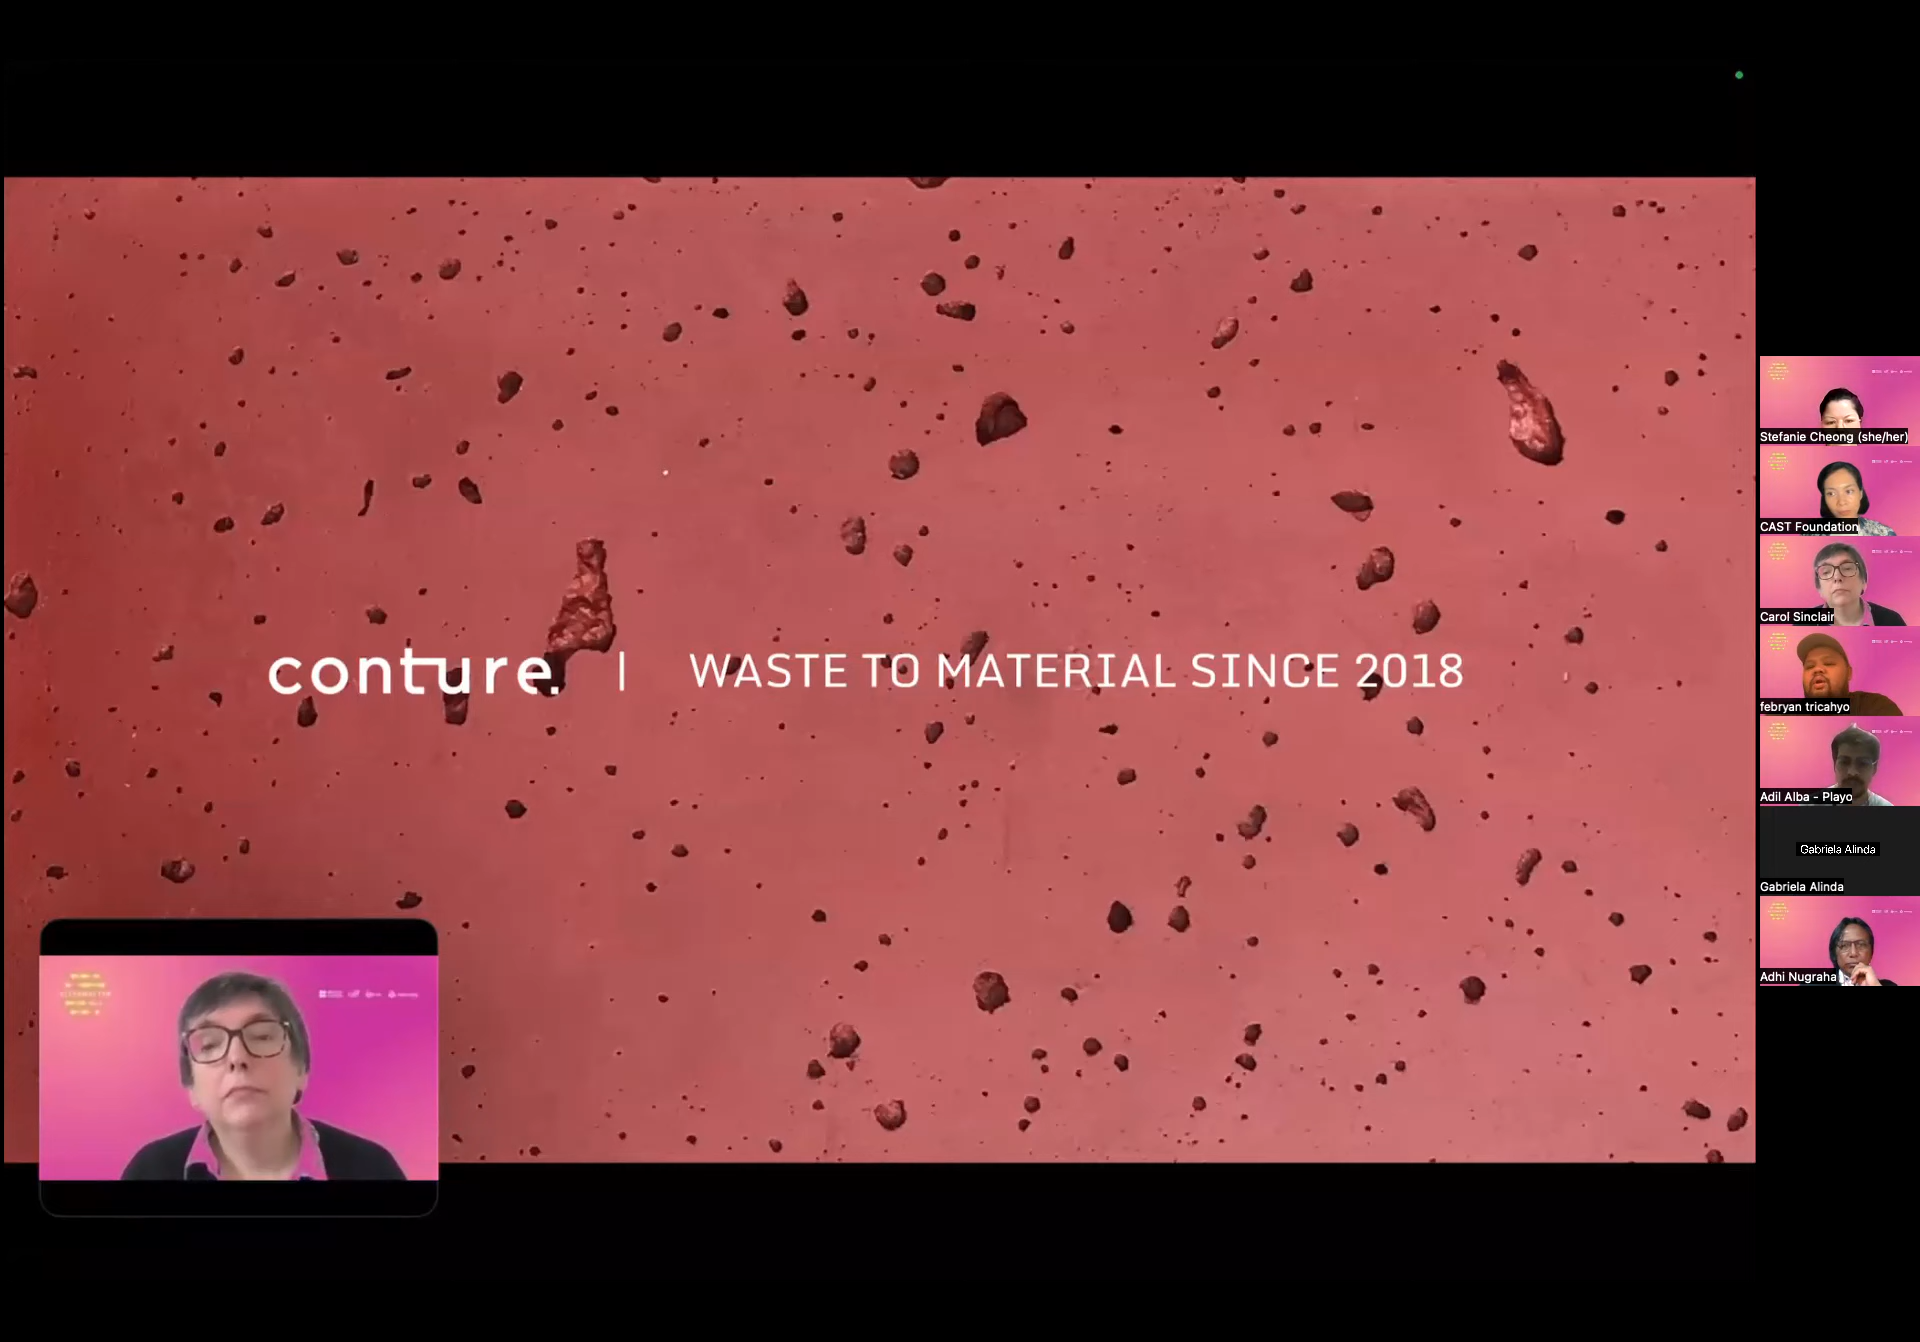 conture.
|
WASTE TO MATERIAL SINCE 2018
Stefanie Cheong (she/her)
CAST Foundation
Carol Sinclair
febryan tricahyo
Adil Alba - Playo
Gabriela Alinda
Gabriela Alinda
Adhi Nugraha